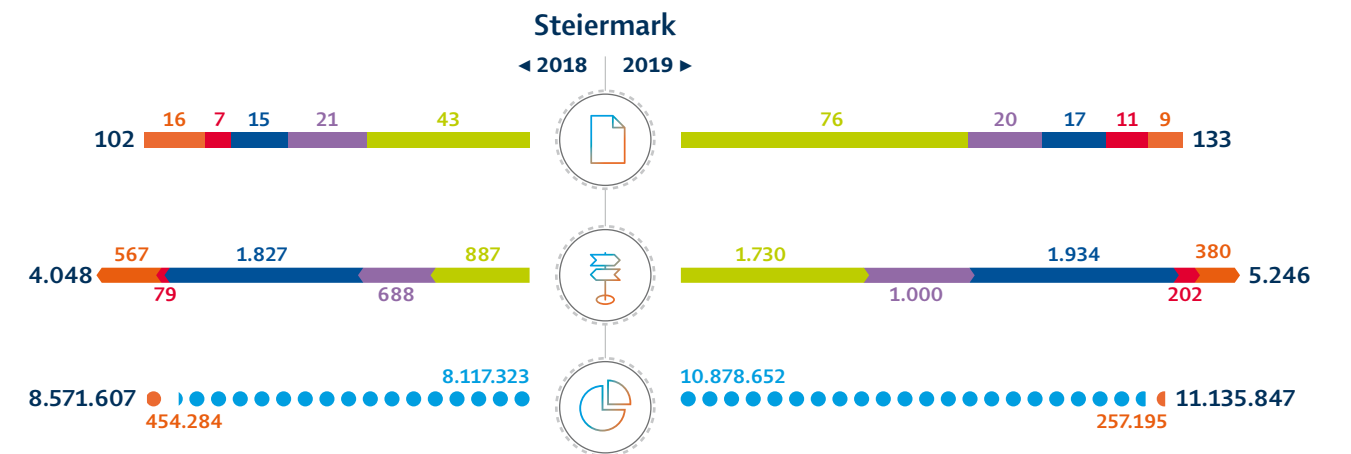 Steiermark
◄ 2018 2019 ►
102 16 7 15 21 43 76 20 17 11 9 133
567 1.827 887 1.730 1.934 380
4.048 5.246
79 688 1.000 202
8.117.323 10.878.652
8.571.607 11.135.847
454.284 257.195